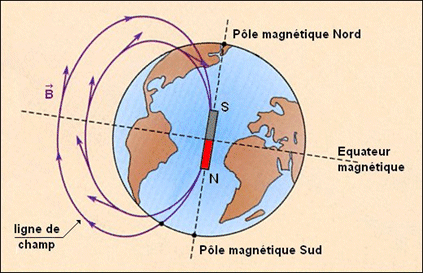 Pôle magnétique Nord
B
S
Equateur
magnétique
N
ligne de
champ
Pôle magnétique Sud